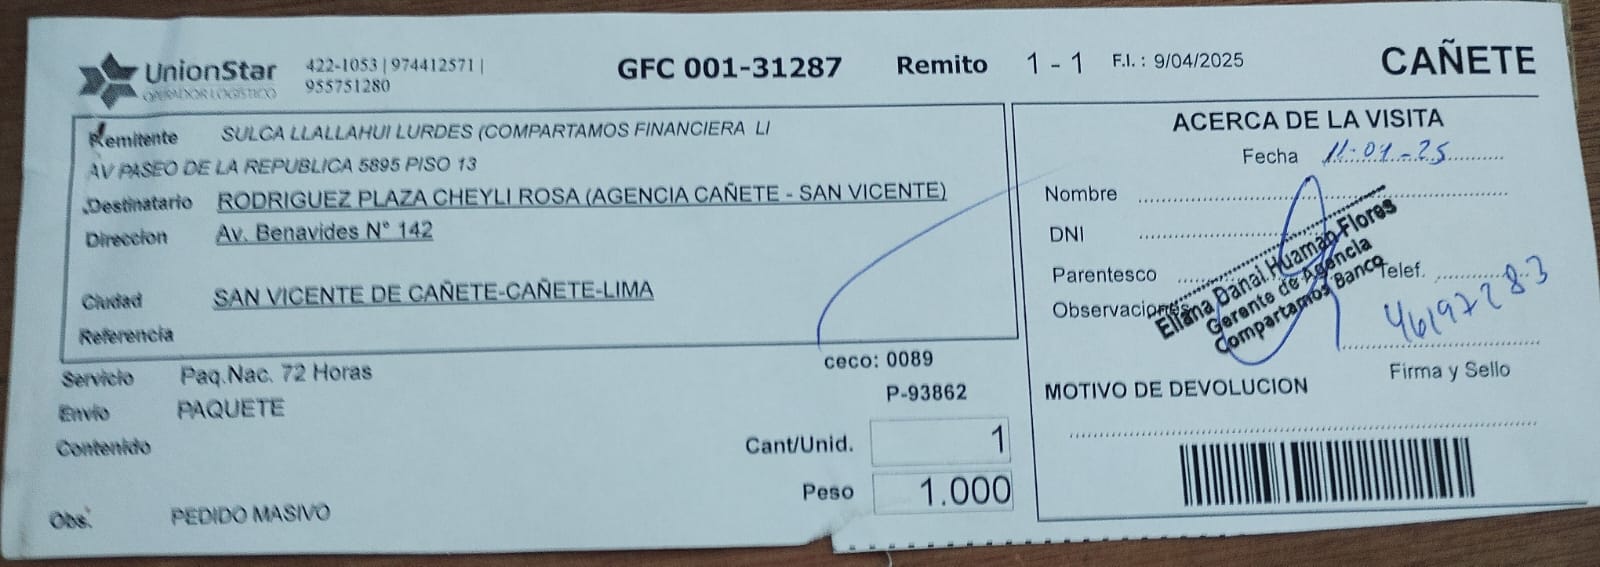 UnionStar
OPERADOR LOGÍSTICO
422-1053 | 974412571 |
955751280
GFC 001-31287
Remito 1 - 1
F.I. : 9/04/2025
CAÑETE
Remitente SULCA LLALLAHUI LURDES (COMPARTAMOS FINANCIERA LI
AV PASEO DE LA REPUBLICA 5895 PISO 13
Destinatario RODRIGUEZ PLAZA CHEYLI ROSA (AGENCIA CAÑETE - SAN VICENTE)
Direccion Av. Benavides N° 142
Ciudad SAN VICENTE DE CAÑETE-CAÑETE-LIMA
Referencia
Servicio Paq.Nac. 72 Horas
Envio PAQUETE
Contenido
Obs. PEDIDO MASIVO
ceco: 0089
P-93862
Cant/Unid. 1
Peso 1.000
ACERCA DE LA VISITA
Fecha 11-04-25
Nombre
DNI
Parentesco
Telef.
Observaciones
Eliana Danai Huaman Flores
Gerente de Agencia
Compartamos Banco
46197283
Firma y Sello
MOTIVO DE DEVOLUCION